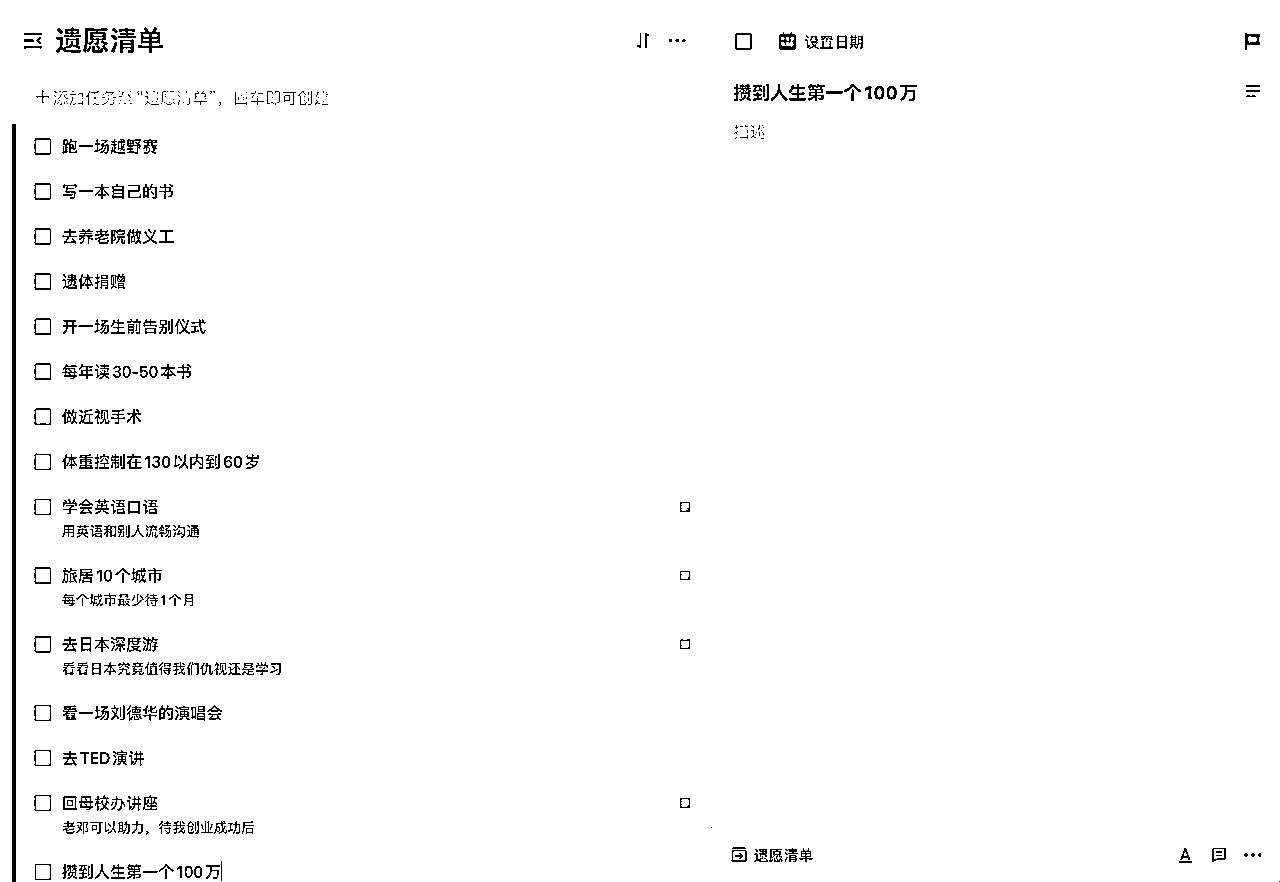 遗愿清单
+添加任务至“遗愿清单”，回车即可创建
跑一场越野赛
写一本自己的书
去养老院做义工
遗体捐赠
开一场生前告别仪式
每年读30-50本书
做近视手术
体重控制在130以内到60岁
学会英语口语
用英语和别人流畅沟通
旅居10个城市
每个城市最少待1个月
去日本深度游
看看日本究竟值得我们仇视还是学习
看一场刘德华的演唱会
去TED演讲
回母校办讲座
老邓可以助力，待我创业成功后
攒到人生第一个100万
设置日期
攒到人生第一个100万
描述
遗愿清单